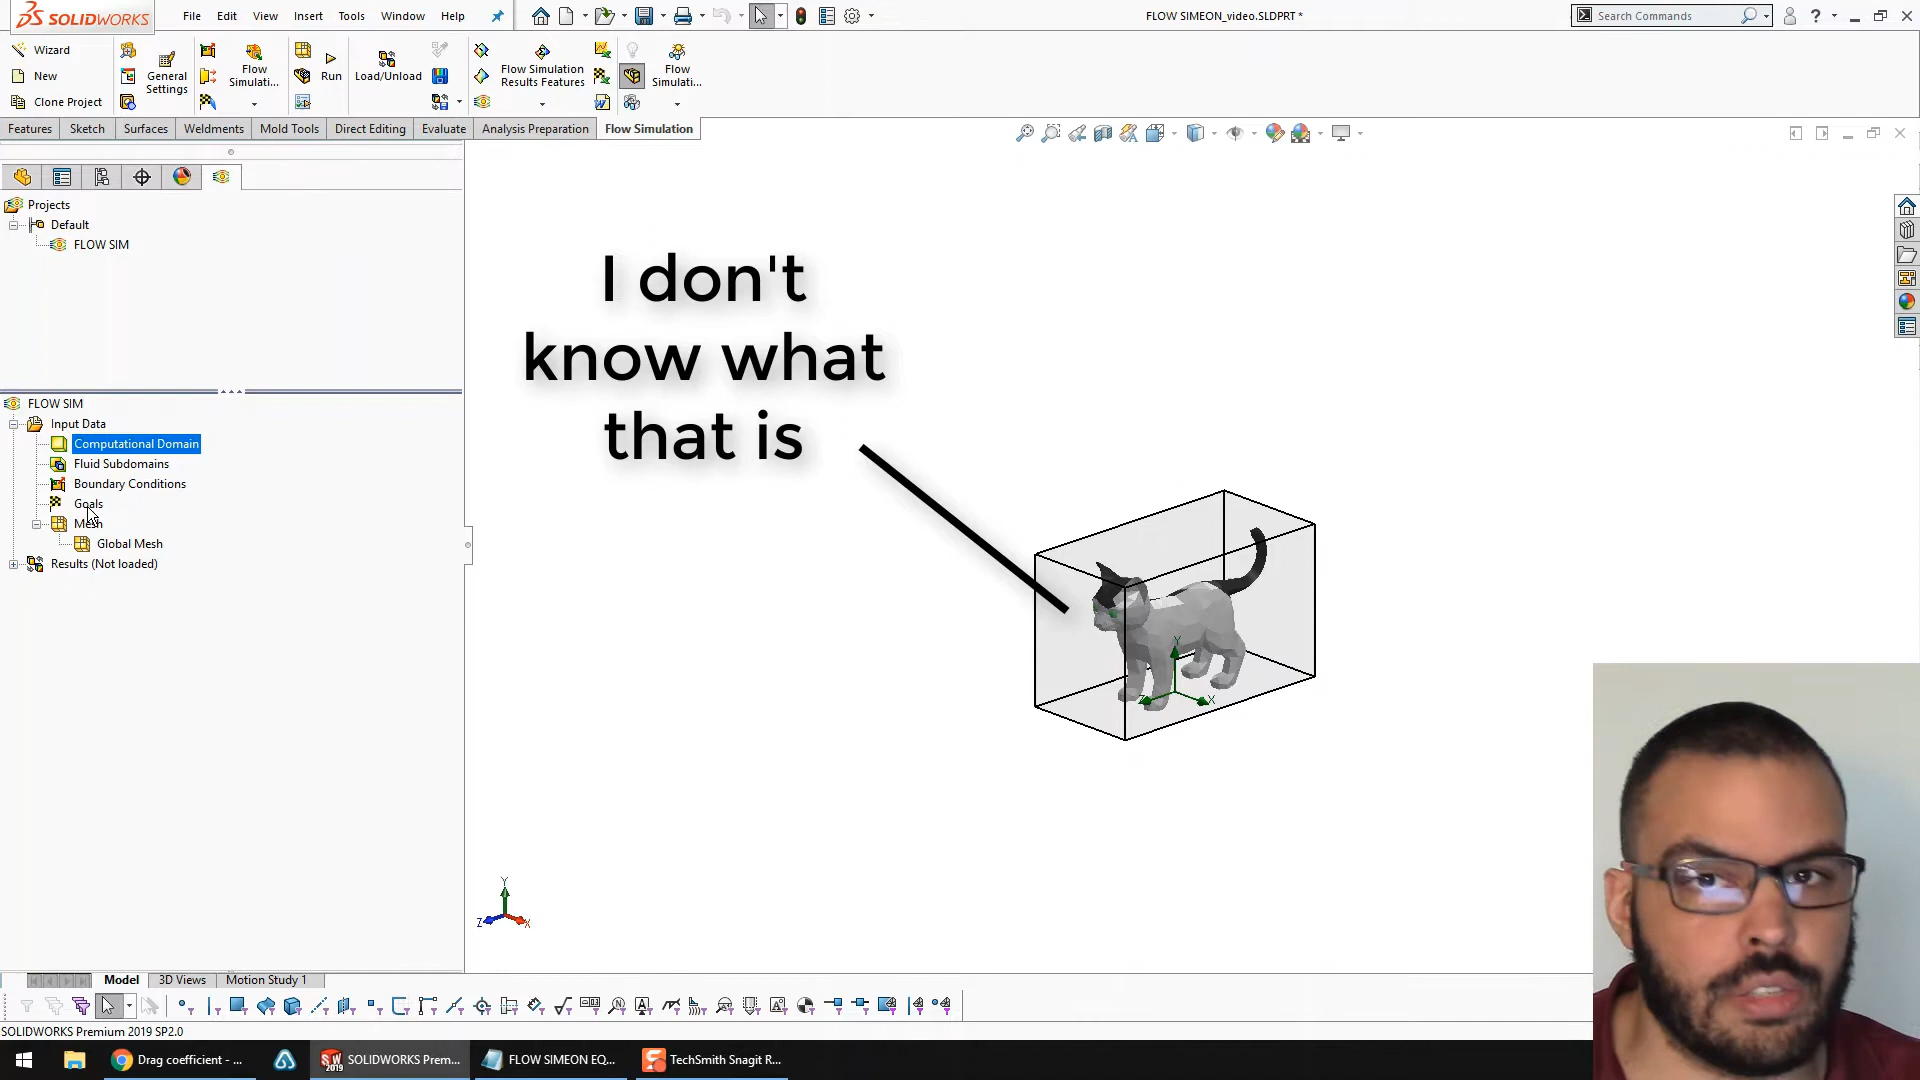 SOLIDWORKS
File Edit View Insert Tools Window Help
FLOW SIMEON_video.SLDPRT *
Search Commands
Wizard
New
Clone Project
General Settings
Flow Simulati...
Run
Load/Unload
Flow Simulation Results Features
Flow Simulati...
Features Sketch Surfaces Weldments Mold Tools Direct Editing Evaluate Analysis Preparation Flow Simulation
Projects
Default
FLOW SIM
I don't
know what
that is
FLOW SIM
Input Data
Computational Domain
Fluid Subdomains
Boundary Conditions
Goals
Mesh
Global Mesh
Results (Not loaded)
Y
Z X
Y
Z X
Model 3D Views Motion Study 1
SOLIDWORKS Premium 2019 SP2.0
Drag coefficient - ...
SOLIDWORKS Prem...
FLOW SIMEON EQ...
TechSmith Snagit R...